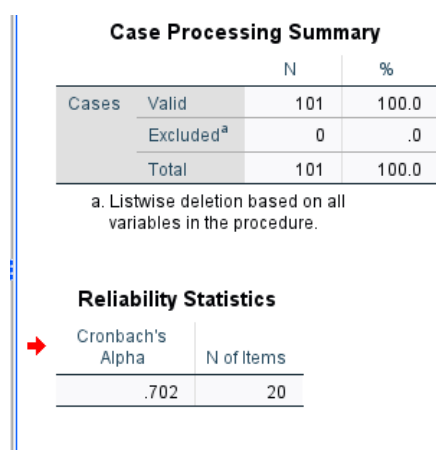 Case Processing Summary
N %
Cases Valid 101 100.0
Excludedᵃ 0 .0
Total 101 100.0
a. Listwise deletion based on all
variables in the procedure.
Reliability Statistics
Cronbach's
Alpha N of Items
.702 20